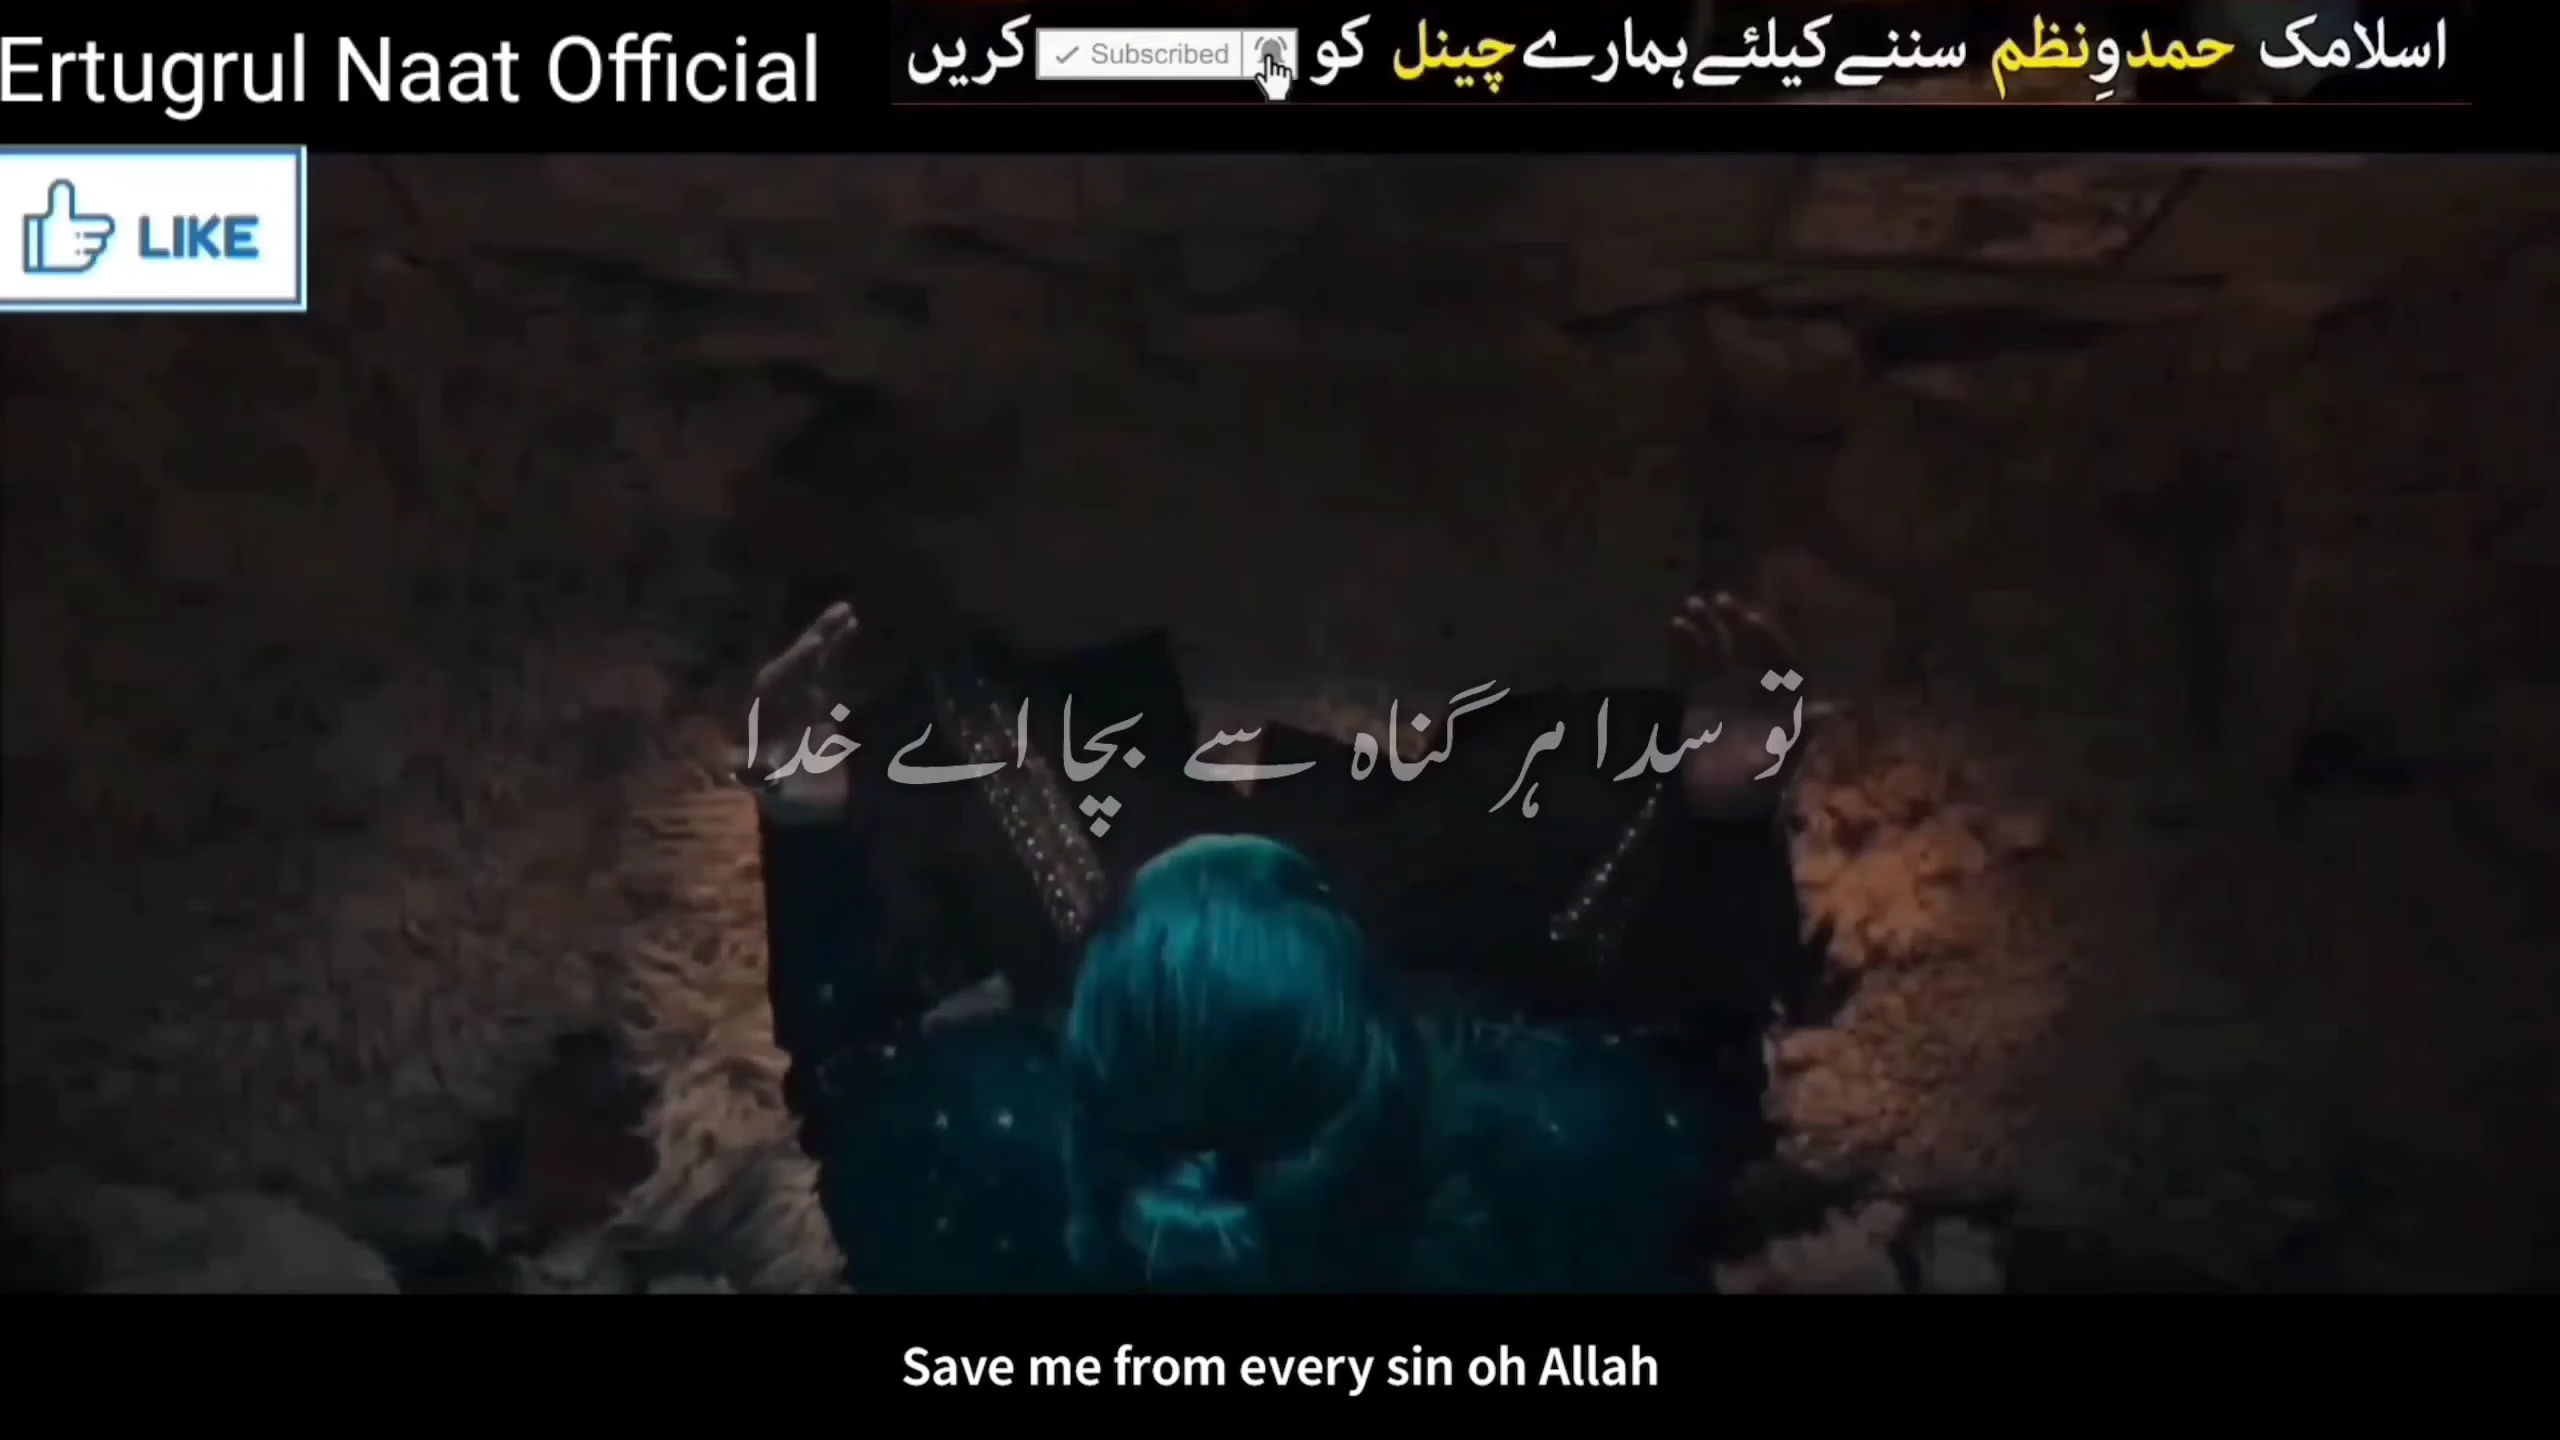 Ertugrul Naat Official
اسلامک حمدوِنظم سننے کیلئے ہمارے چینل کو Subscribed کریں
LIKE
تو سدا ہر گناہ سے بچا اے خدا
Save me from every sin oh Allah